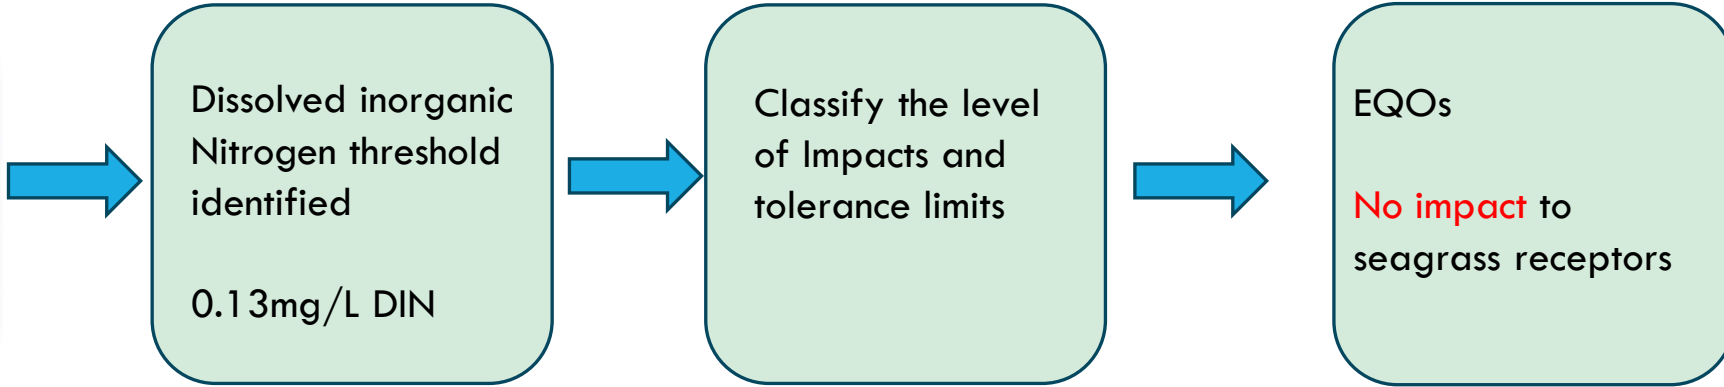 Dissolved inorganic
Nitrogen threshold
identified
0.13mg/L DIN
Classify the level
of Impacts and
tolerance limits
EQOs
No impact to
seagrass receptors